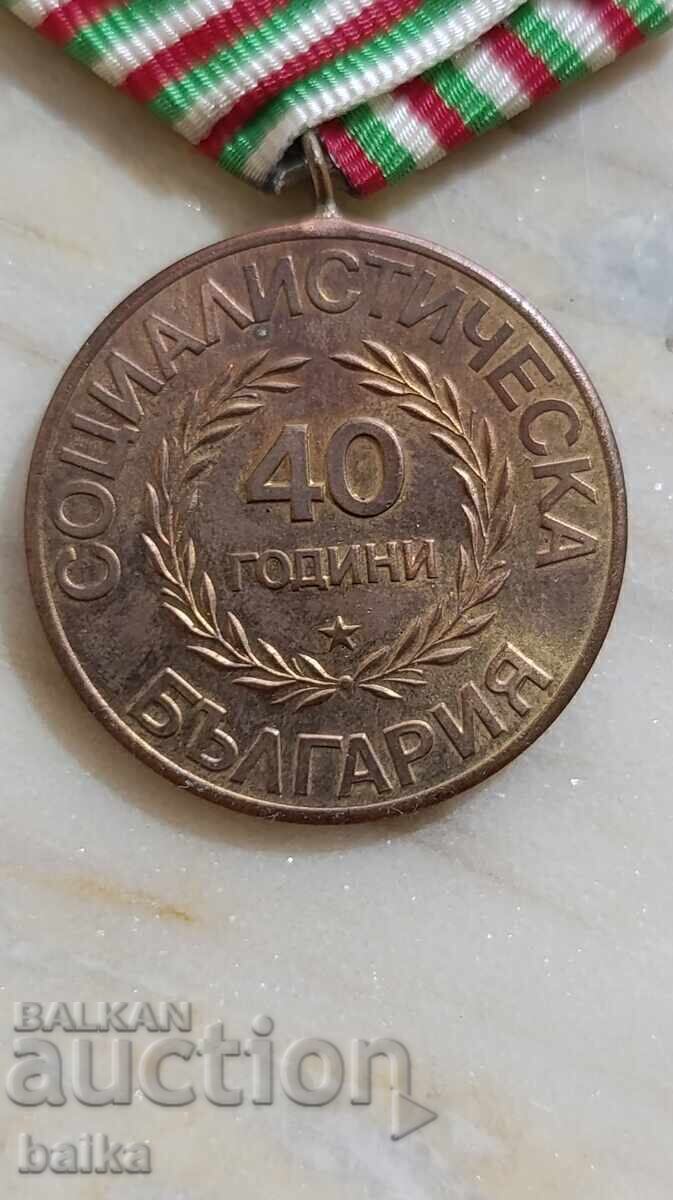 СОЦИАЛИСТИЧЕСКА
40
ГОДИНИ
БЪЛГАРИЯ
BALKAN
auction
baika